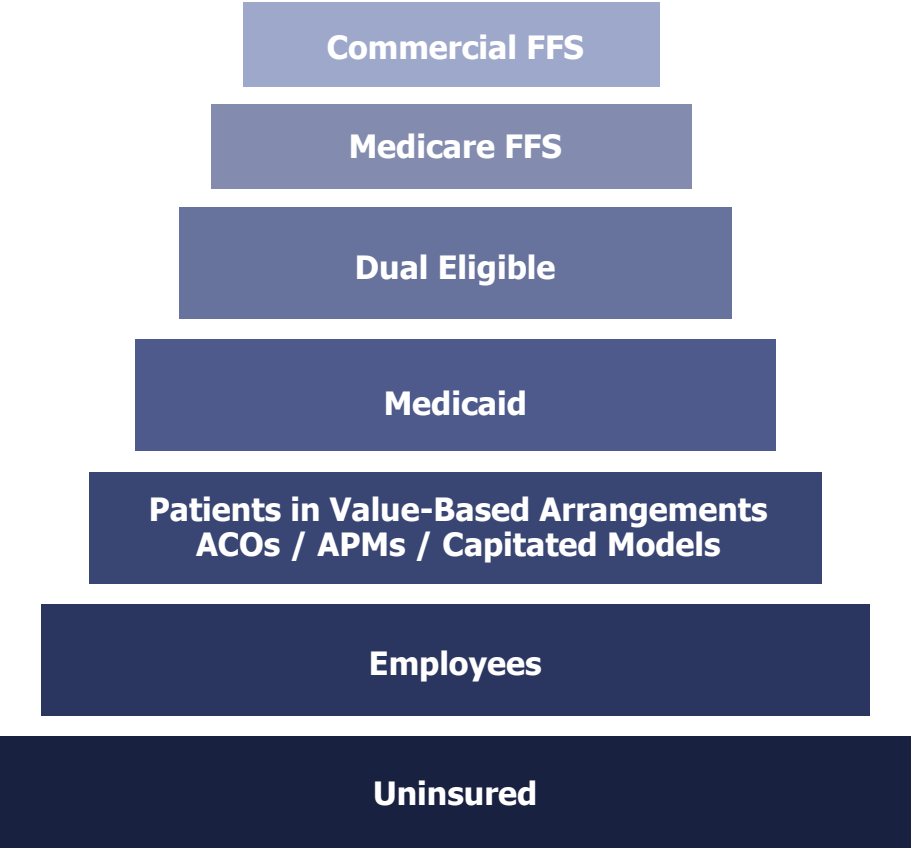 Commercial FFS
Medicare FFS
Dual Eligible
Medicaid
Patients in Value-Based Arrangements
ACOs / APMs / Capitated Models
Employees
Uninsured